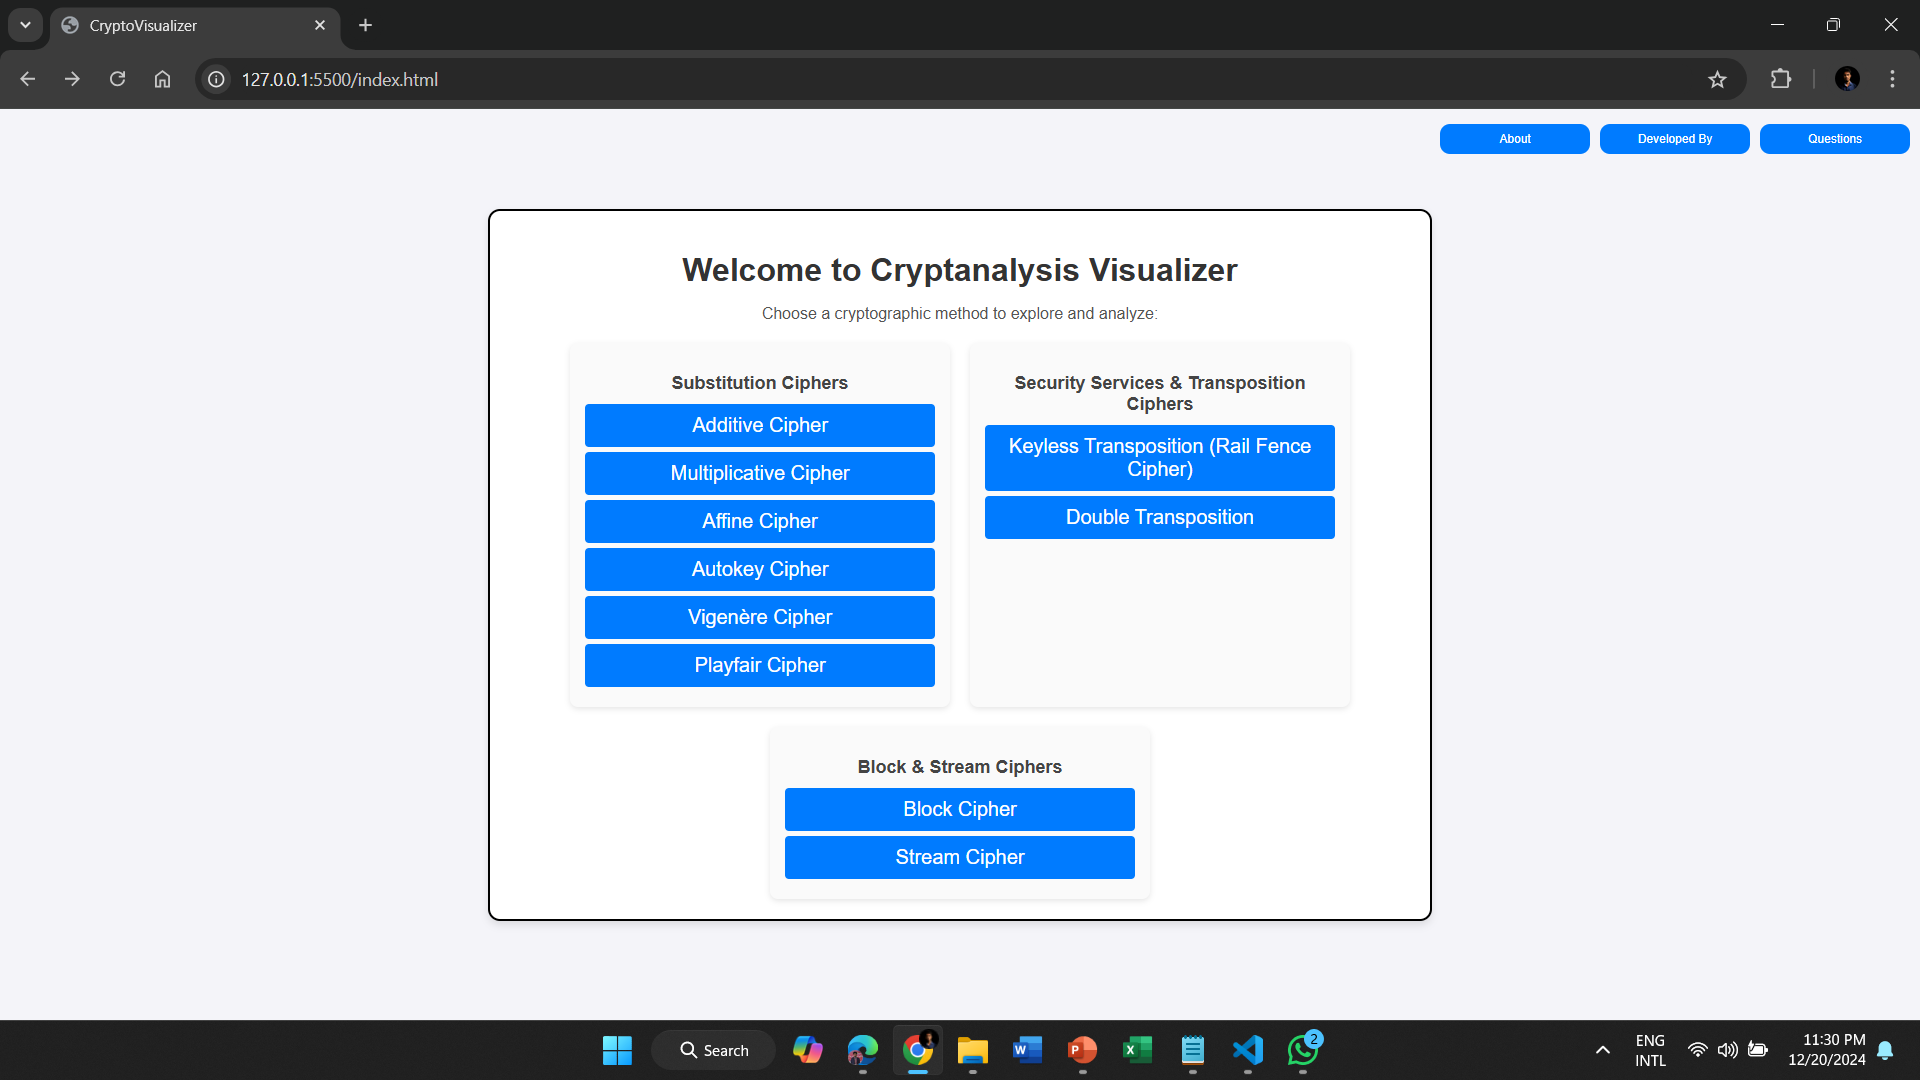 CryptoVisualizer
127.0.0.1:5500/index.html
About
Developed By
Questions
Welcome to Cryptanalysis Visualizer
Choose a cryptographic method to explore and analyze:
Substitution Ciphers
Additive Cipher
Multiplicative Cipher
Affine Cipher
Autokey Cipher
Vigenère Cipher
Playfair Cipher
Security Services & Transposition
Ciphers
Keyless Transposition (Rail Fence
Cipher)
Double Transposition
Block & Stream Ciphers
Block Cipher
Stream Cipher
Search
W
P
X
2
ENG
INTL
11:30 PM
12/20/2024